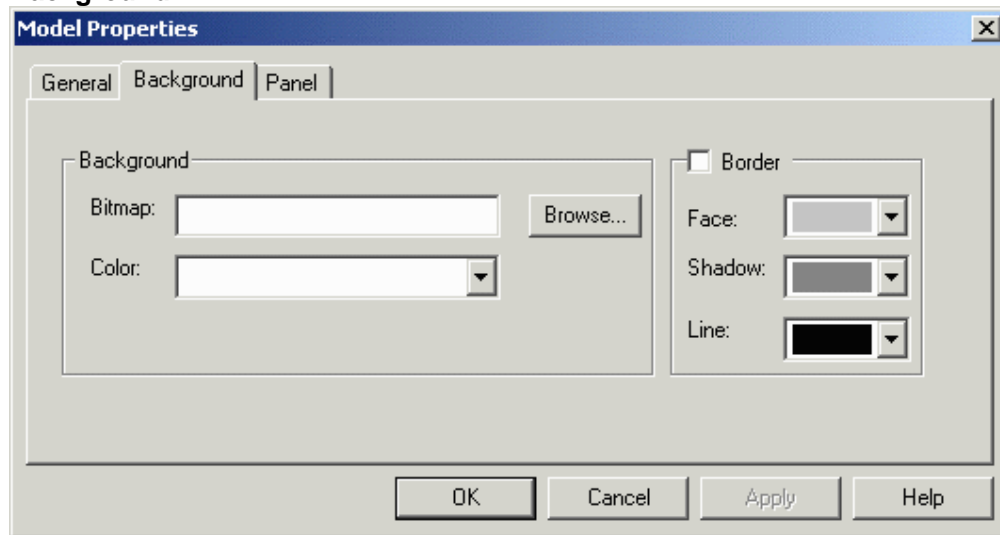 Model Properties
General Background Panel
Background
Border
Bitmap:
Browse...
Face:
Color:
Shadow:
Line:
OK Cancel Apply Help